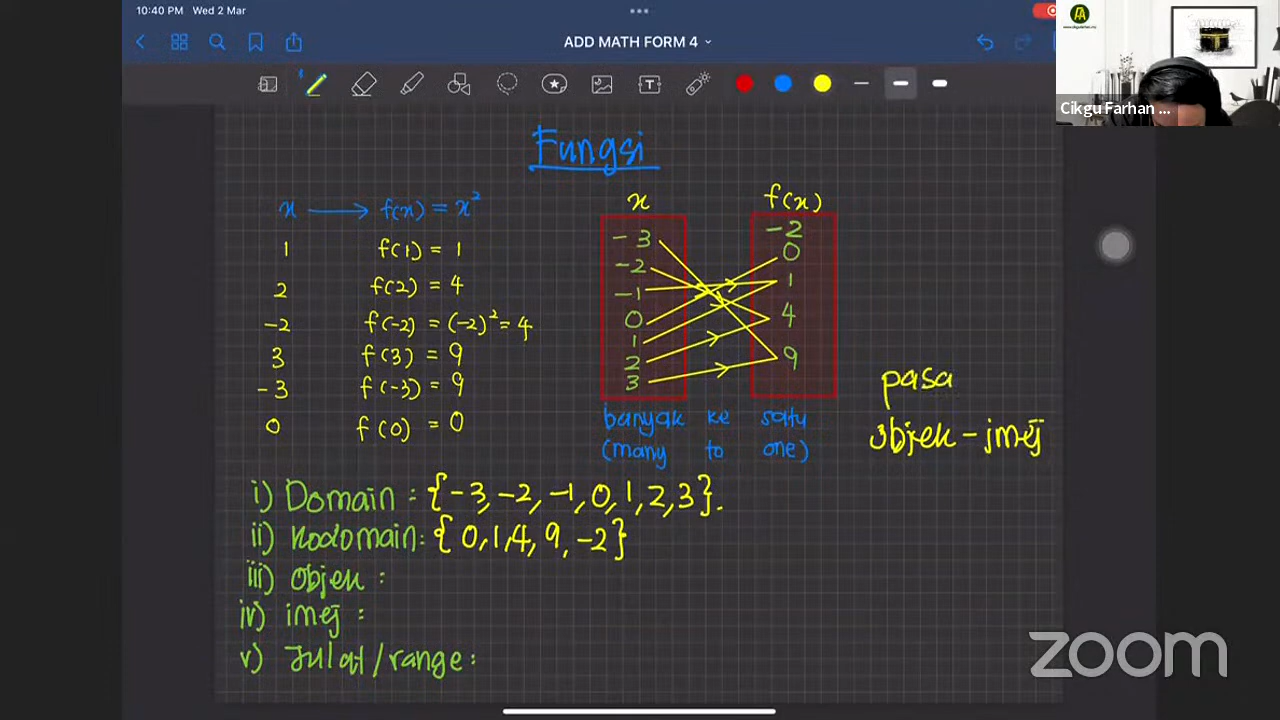 10:40 PM Wed 2 Mar
ADD MATH FORM 4
Cikgu Farhan ...
Fungsi
x → f(x) = x²
1 f(1) = 1
2 f(2) = 4
-2 f(-2) = (-2)² = 4
3 f(3) = 9
-3 f(-3) = 9
0 f(0) = 0
x f(x)
-3 -2
-2 0
-1 1
0 4
1 9
2
3
banyak ke satu
(many to one)
pasa
objek - imej
i) Domain : {-3, -2, -1, 0, 1, 2, 3}.
ii) Kodomain: {0, 1, 4, 9, -2}
iii) objek :
iv) imej :
v) Julat/range:
zoom